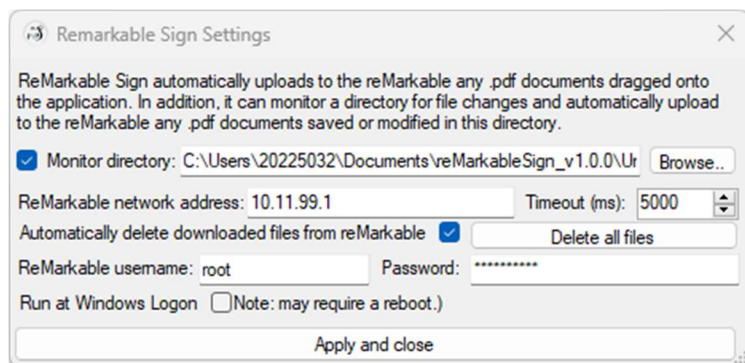 Remarkable Sign Settings
ReMarkable Sign automatically uploads to the reMarkable any .pdf documents dragged onto
the application. In addition, it can monitor a directory for file changes and automatically upload
to the reMarkable any .pdf documents saved or modified in this directory.
Monitor directory: C:\Users\20225032\Documents\reMarkableSign_v1.0.0\Ur Browse..
ReMarkable network address: 10.11.99.1 Timeout (ms): 5000
Automatically delete downloaded files from reMarkable Delete all files
ReMarkable username: root Password: **********
Run at Windows Logon Note: may require a reboot.)
Apply and close